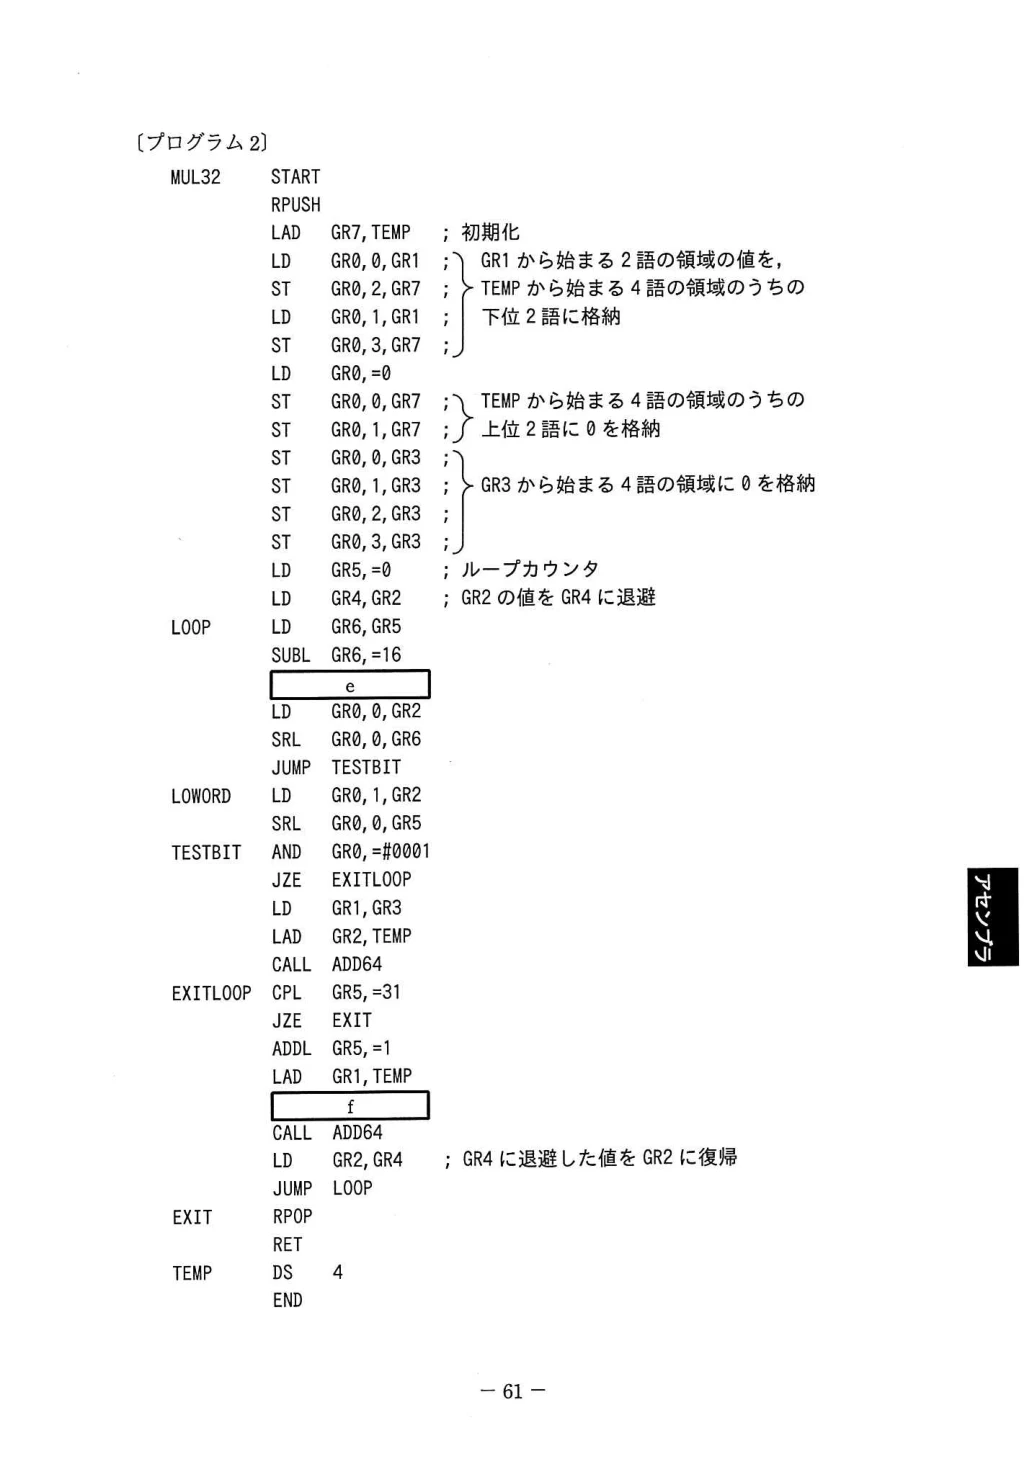 〔プログラム 2〕
MUL32 START
RPUSH
LAD GR7,TEMP ; 初期化
LD GR0,0,GR1 ; GR1 から始まる 2 語の領域の値を,
ST GR0,2,GR7 ; TEMP から始まる 4 語の領域のうちの
LD GR0,1,GR1 ; 下位 2 語に格納
ST GR0,3,GR7 ;
LD GR0,=0
ST GR0,0,GR7 ; TEMP から始まる 4 語の領域のうちの
ST GR0,1,GR7 ; 上位 2 語に 0 を格納
ST GR0,0,GR3 ;
ST GR0,1,GR3 ; GR3 から始まる 4 語の領域に 0 を格納
ST GR0,2,GR3 ;
ST GR0,3,GR3 ;
LD GR5,=0 ; ループカウンタ
LD GR4,GR2 ; GR2 の値を GR4 に退避
LOOP LD GR6,GR5
SUBL GR6,=16
e
LD GR0,0,GR2
SRL GR0,0,GR6
JUMP TESTBIT
LOWORD LD GR0,1,GR2
SRL GR0,0,GR5
TESTBIT AND GR0,=#0001
JZE EXITLOOP
LD GR1,GR3
LAD GR2,TEMP
CALL ADD64
EXITLOOP CPL GR5,=31
JZE EXIT
ADDL GR5,=1
LAD GR1,TEMP
f
CALL ADD64
LD GR2,GR4 ; GR4 に退避した値を GR2 に復帰
JUMP LOOP
EXIT RPOP
RET
TEMP DS 4
END
アセンブラ
− 61 −